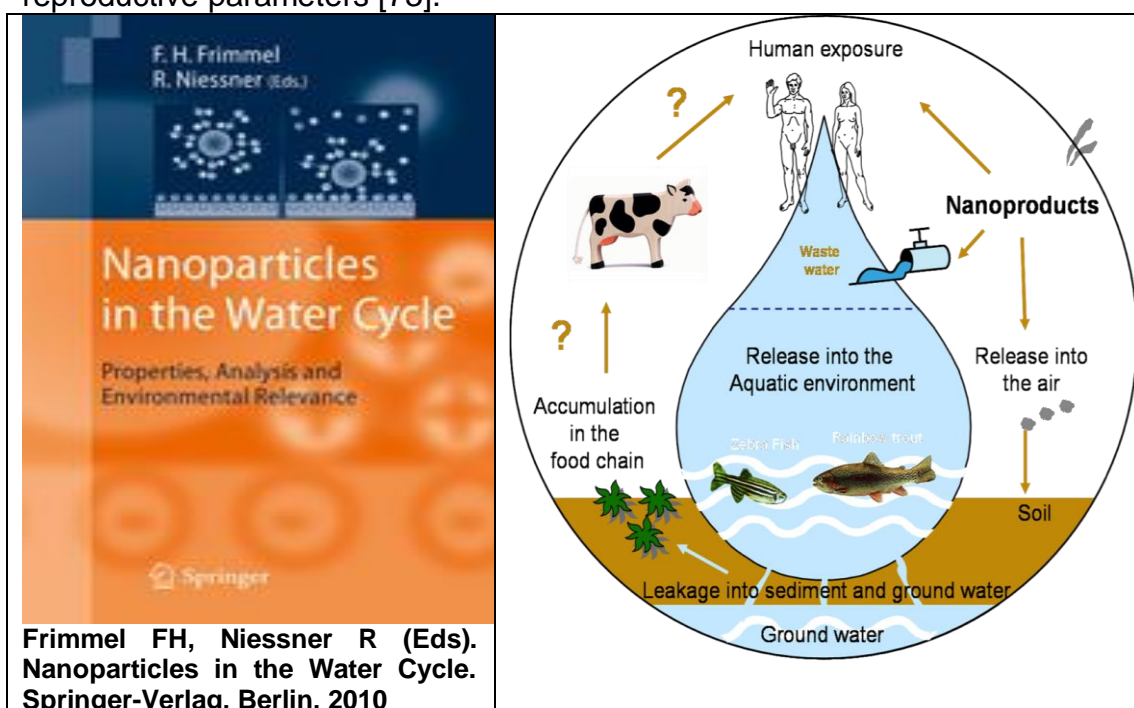 reproductive parameters [78].
F. H. Frimmel
R. Niessner (Eds.)
Nanoparticles
in the Water Cycle
Properties, Analysis and
Environmental Relevance
Springer
Frimmel FH, Niessner R (Eds).
Nanoparticles in the Water Cycle.
Springer-Verlag, Berlin, 2010
Human exposure
?
Nanoproducts
Waste
water
?
Release into the
Aquatic environment
Release into
the air
Accumulation
in the
food chain
Zebra Fish
Rainbow trout
Soil
Leakage into sediment and ground water
Ground water